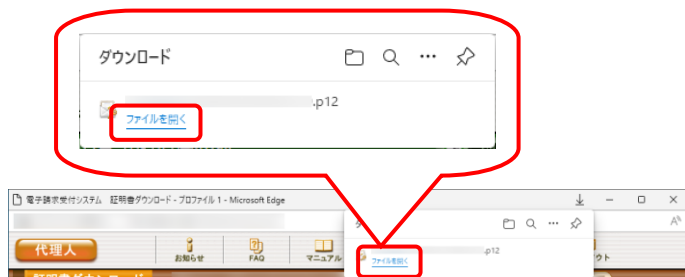 ダウンロード
.p12
ファイルを開く
電子請求受付システム 証明書ダウンロード - プロファイル 1 - Microsoft Edge
.p12
ファイルを開く
代理人
お知らせ
FAQ
マニュアル
証明書ダウンロード